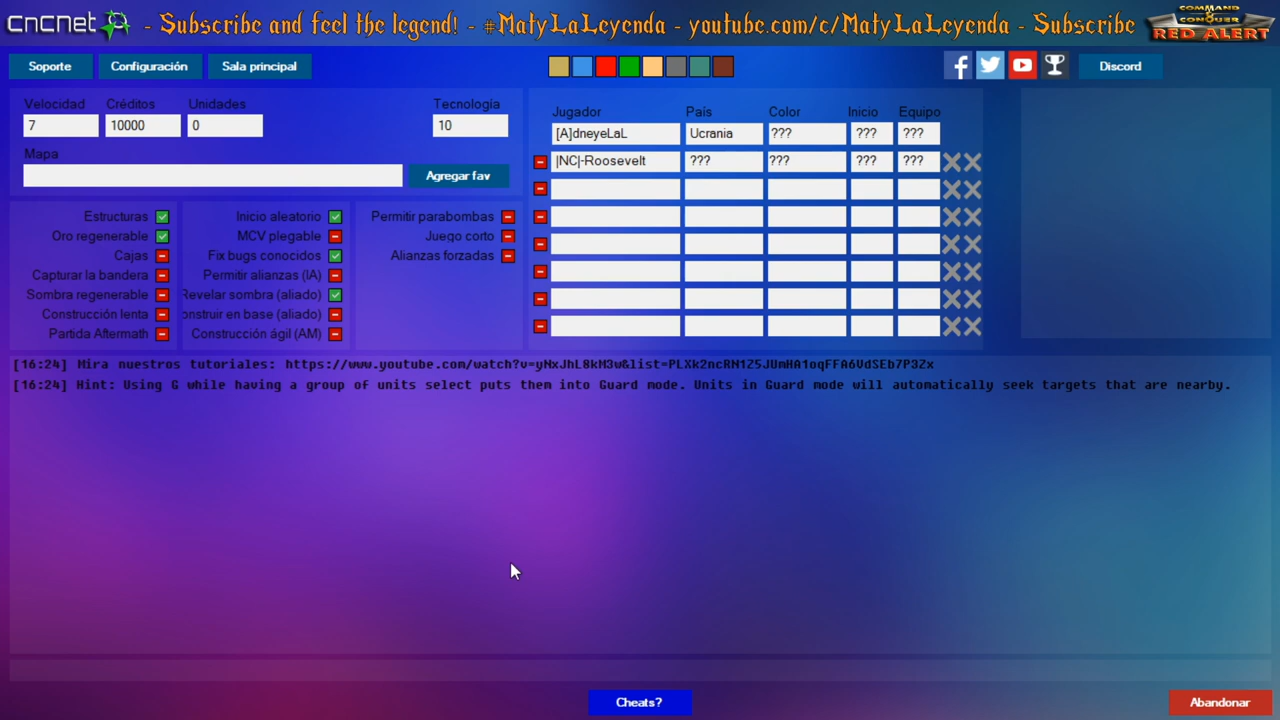 CnCNet
- Subscribe and feel the legend! - #MatyLaLeyenda - youtube.com/c/MatyLaLeyenda - Subscribe
COMMAND & CONQUER RED ALERT
Soporte Configuración Sala principal
Discord
Velocidad Créditos Unidades Tecnología
7 10000 0 10
Mapa
Agregar fav
Estructuras
Oro regenerable
Cajas
Capturar la bandera
Sombra regenerable
Construcción lenta
Partida Aftermath
Inicio aleatorio
MCV plegable
Fix bugs conocidos
Permitir alianzas (IA)
Revelar sombra (aliado)
onstruir en base (aliado)
Construcción ágil (AM)
Permitir parabombas
Juego corto
Alianzas forzadas
Jugador País Color Inicio Equipo
[A]dneyeLaL Ucrania ??? ??? ???
|NC|-Roosevelt ??? ??? ??? ???
[16:24] Mira nuestros tutoriales: https://www.youtube.com/watch?v=yNxJhL8kM3w&list=PLXk2ncRN1Z5JUmHA1oqFFA6VdSEb7P3Zx
[16:24] Hint: Using G while having a group of units select puts them into Guard mode. Units in Guard mode will automatically seek targets that are nearby.
Cheats?
Abandonar